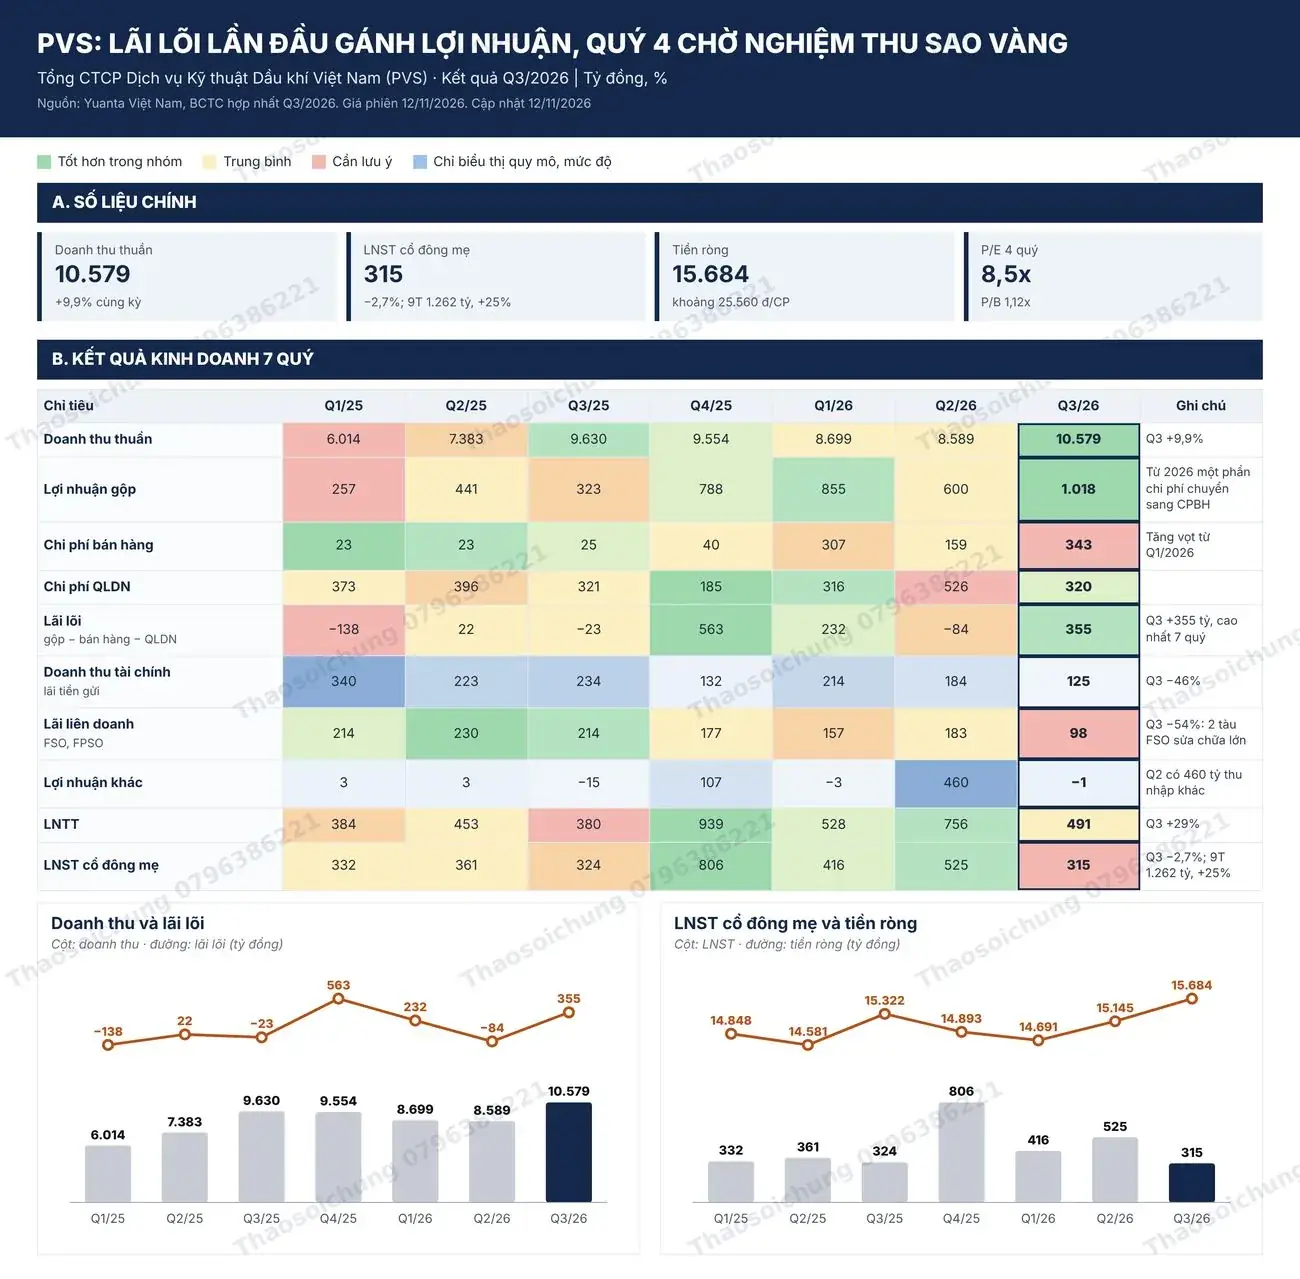 PVS: LÃI LÕI LẦN ĐẦU GÁNH LỢI NHUẬN, QUÝ 4 CHỜ NGHIỆM THU SAO VÀNG
Tổng CTCP Dịch vụ Kỹ thuật Dầu khí Việt Nam (PVS) · Kết quả Q3/2026 | Tỷ đồng, %
Nguồn: Yuanta Việt Nam, BCTC hợp nhất Q3/2026. Giá phiên 12/11/2026. Cập nhật 12/11/2026
Tốt hơn trong nhóm Trung bình Cần lưu ý Chỉ biểu thị quy mô, mức độ
A. SỐ LIỆU CHÍNH
Doanh thu thuần LNST cổ đông mẹ Tiền ròng P/E 4 quý
10.579 315 15.684 8,5x
+9,9% cùng kỳ −2,7%; 9T 1.262 tỷ, +25% khoảng 25.560 đ/CP P/B 1,12x
B. KẾT QUẢ KINH DOANH 7 QUÝ
Chỉ tiêu Q1/25 Q2/25 Q3/25 Q4/25 Q1/26 Q2/26 Q3/26 Ghi chú
Doanh thu thuần 6.014 7.383 9.630 9.554 8.699 8.589 10.579 Q3 +9,9%
Lợi nhuận gộp 257 441 323 788 855 600 1.018 Từ 2026 một phần
chi phí chuyển
sang CPBH
Chi phí bán hàng 23 23 25 40 307 159 343 Tăng vọt từ
Q1/2026
Chi phí QLDN 373 396 321 185 316 526 320
Lãi lõi −138 22 −23 563 232 −84 355 Q3 +355 tỷ, cao
gộp − bán hàng − QLDN nhất 7 quý
Doanh thu tài chính 340 223 234 132 214 184 125 Q3 −46%
lãi tiền gửi
Lãi liên doanh 214 230 214 177 157 183 98 Q3 −54%: 2 tàu
FSO, FPSO FSO sửa chữa lớn
Lợi nhuận khác 3 3 −15 107 −3 460 −1 Q2 có 460 tỷ thu
nhập khác
LNTT 384 453 380 939 528 756 491 Q3 +29%
LNST cổ đông mẹ 332 361 324 806 416 525 315 Q3 −2,7%; 9T
1.262 tỷ, +25%
Doanh thu và lãi lõi
Cột: doanh thu · đường: lãi lõi (tỷ đồng)
−138 22 −23 563 232 −84 355
6.014 7.383 9.630 9.554 8.699 8.589 10.579
Q1/25 Q2/25 Q3/25 Q4/25 Q1/26 Q2/26 Q3/26
LNST cổ đông mẹ và tiền ròng
Cột: LNST · đường: tiền ròng (tỷ đồng)
14.848 14.581 15.322 14.893 14.691 15.145 15.684
332 361 324 806 416 525 315
Q1/25 Q2/25 Q3/25 Q4/25 Q1/26 Q2/26 Q3/26
Thaosoichung 0796386221